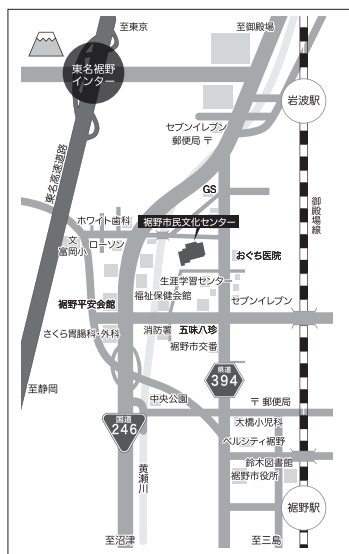 至東京
至御殿場
東名裾野
インター
岩波駅
セブンイレブン
郵便局〒
東名高速道路
GS
御殿場線
ホワイト歯科
裾野市民文化センター
文
富岡小
ローソン
おぐち医院
生涯学習センター
福祉保健会館
裾野平安会館
セブンイレブン
さくら胃腸科・外科
消防署
五味八珍
裾野市交番
至静岡
県道
394
中央公園
〒郵便局
国道
246
大橋小児科
ベルシティ裾野
黄瀬川
鈴木図書館
裾野市役所
裾野駅
至沼津
至三島